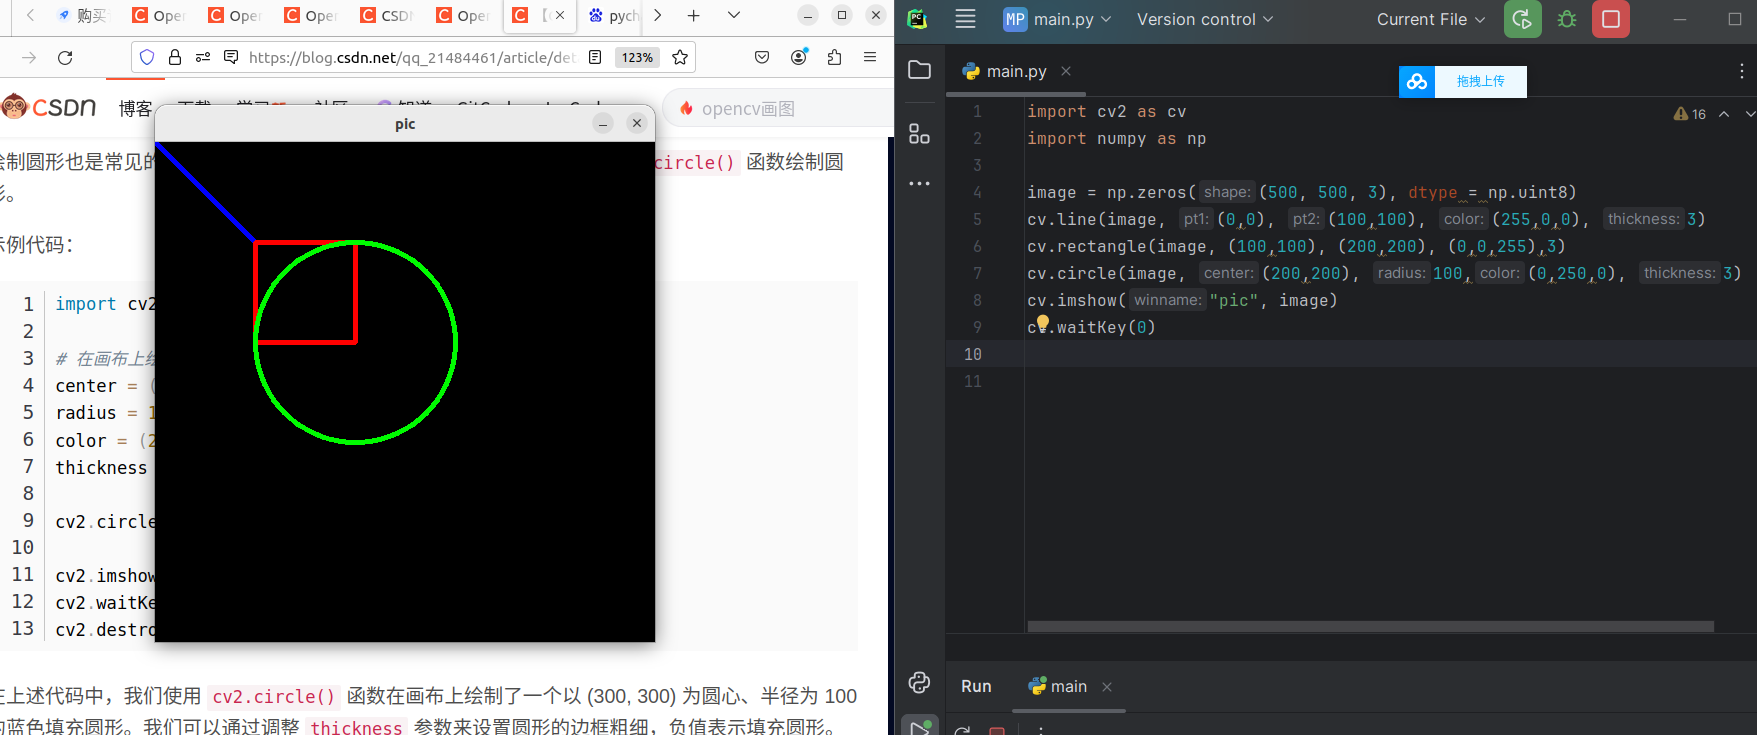 购买
Oper
Oper
Oper
CSDN
Oper
【O
pych
https://blog.csdn.net/qq_21484461/article/det
123%
CSDN
博客
opencv画图
绘制圆形也是常见的
circle() 函数绘制圆
形。
示例代码：
1 import cv2
2
3 # 在画布上绘
4 center = (
5 radius = 1
6 color = (2
7 thickness
8
9 cv2.circle
10
11 cv2.imshow
12 cv2.waitKe
13 cv2.destro
在上述代码中，我们使用 cv2.circle() 函数在画布上绘制了一个以 (300, 300) 为圆心、半径为 100
的蓝色填充圆形。我们可以通过调整 thickness 参数来设置圆形的边框粗细，负值表示填充圆形。
pic
PC
MP main.py
Version control
Current File
main.py
拖拽上传
16
1 import cv2 as cv
2 import numpy as np
3
4 image = np.zeros( shape: (500, 500, 3), dtype = np.uint8)
5 cv.line(image, pt1: (0,0), pt2: (100,100), color: (255,0,0), thickness: 3)
6 cv.rectangle(image, (100,100), (200,200), (0,0,255),3)
7 cv.circle(image, center: (200,200), radius: 100, color: (0,250,0), thickness: 3)
8 cv.imshow( winname: "pic", image)
9 cv.waitKey(0)
10
11
Run
main